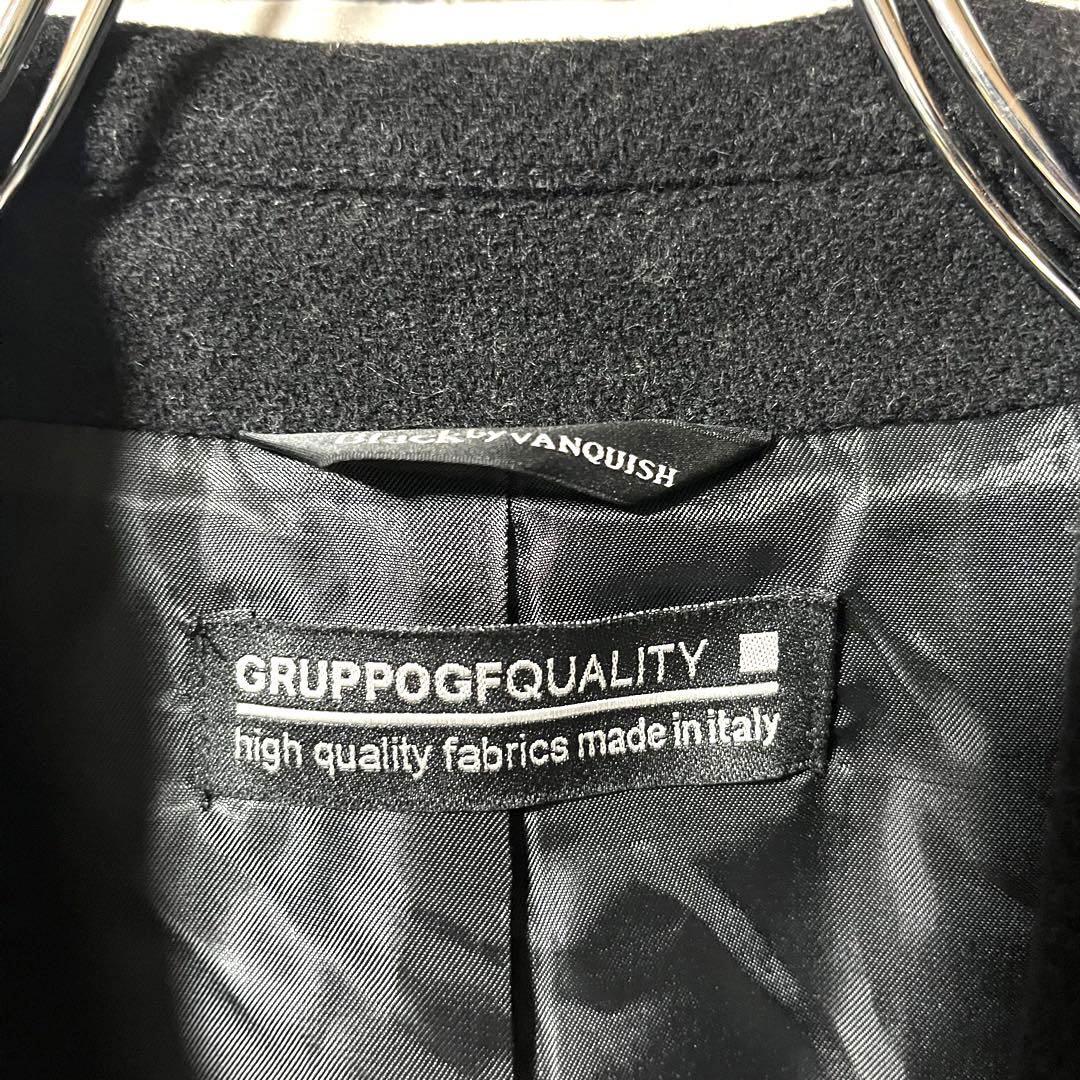 Black by VANQUISH
GRUPPOGFQUALITY
high quality fabrics made in italy